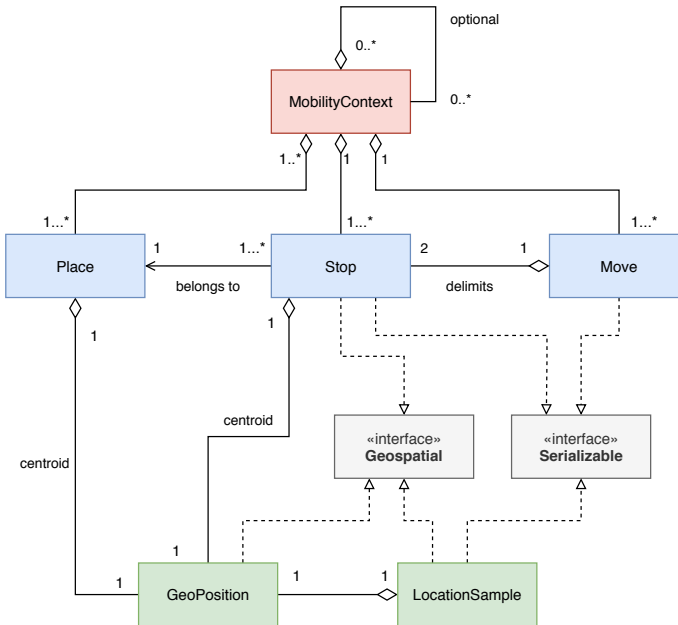 optional
0..*
MobilityContext
0..*
1..*
1
1
1...*
1...*
1...*
Place
1
1...*
Stop
2
1
Move
belongs to
delimits
1
1
centroid
«interface»
Geospatial
«interface»
Serializable
centroid
1
1
GeoPosition
1
1
LocationSample